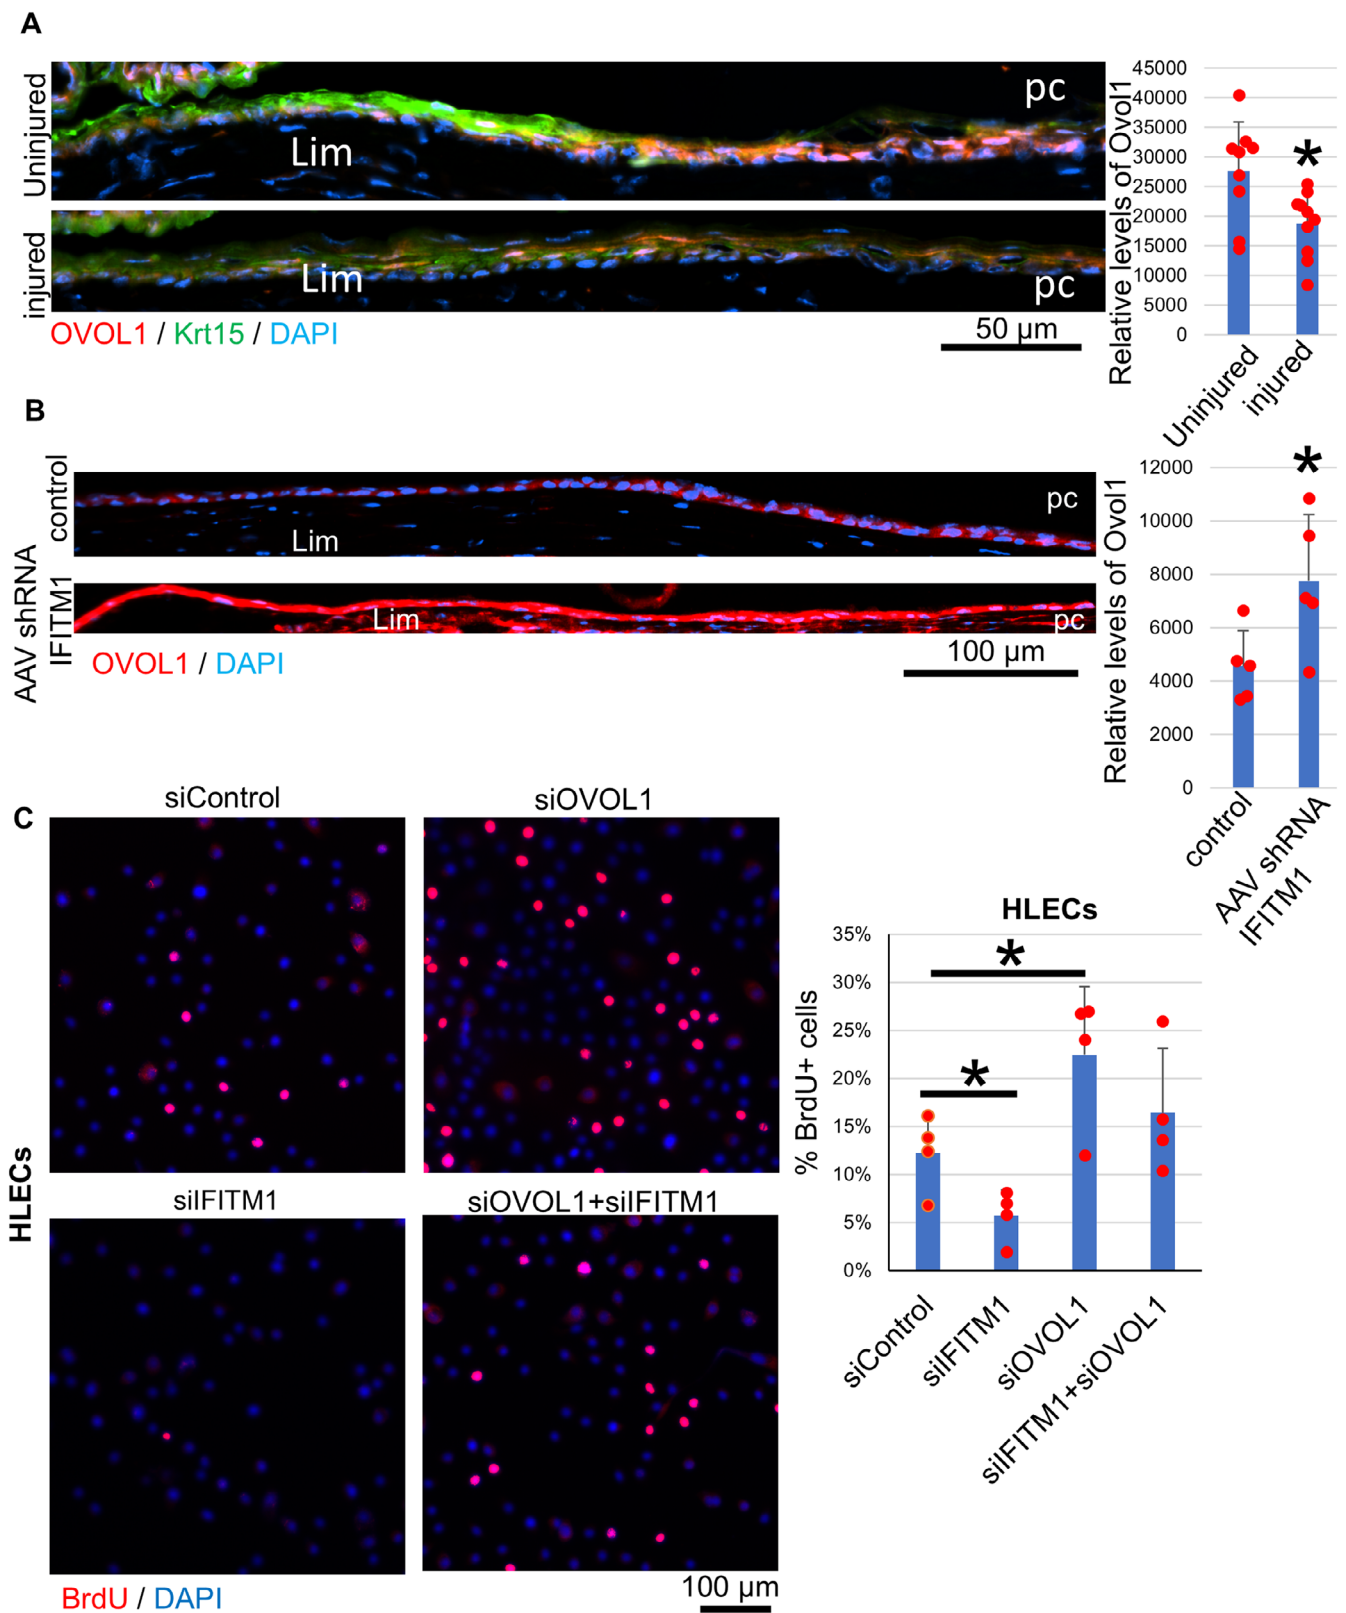 A
Uninjured
Lim
pc
injured
Lim
pc
OVOL1 / Krt15 / DAPI
50 µm
Relative levels of Ovol1
45000
40000
35000
30000
25000
20000
15000
10000
5000
0
*
Uninjured
injured
B
control
Lim
pc
AAV shRNA
IFITM1
Lim
pc
OVOL1 / DAPI
100 µm
Relative levels of Ovol1
12000
10000
8000
6000
4000
2000
0
*
control
AAV shRNA
IFITM1
C
HLECs
siControl
siOVOL1
siIFITM1
siOVOL1+siIFITM1
BrdU / DAPI
100 µm
HLECs
% BrdU+ cells
35%
30%
25%
20%
15%
10%
5%
0%
*
*
siControl
siIFITM1
siOVOL1
siIFITM1+siOVOL1